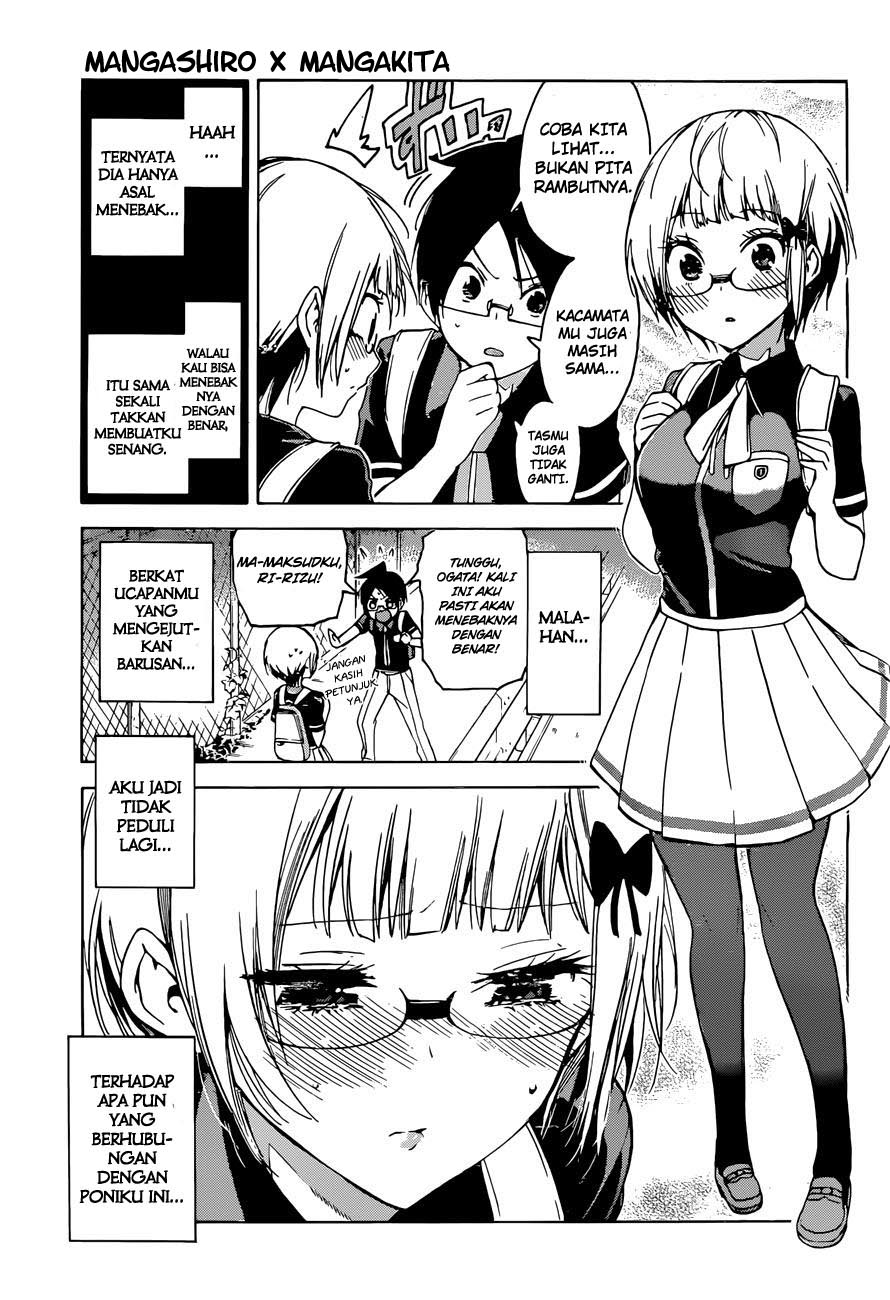 MANGASHIRO X MANGAKITA
COBA KITA
LIHAT...
BUKAN PITA
RAMBUTNYA.
KACAMATA
MU JUGA
MASIH
SAMA...
TASMU
JUGA
TIDAK
GANTI.
HAAH
...
TERNYATA
DIA HANYA
ASAL
MENEBAK...
WALAU
KALI BISA
MENEBAK
NYA
DENGAN
BENAR,
ITU SAMA
SEKALI
TAKKAN
MEMBUATKU
SENANG.
MALA-
HAN...
TUNGGU,
OGATA! KALI
INI AKU
PASTI AKAN
MENEBAKNYA
DENGAN
BENAR!
MA-MAKSUDKU,
RI-RIZU!
JANGAN
KASIH
PETUNJUK
YA.
BERKAT
UCAPANMU
YANG
MENGEJUT-
KAN
BARUSAN...
AKU JADI
TIDAK
PEDULI
LAGI...
TERHADAP
APA PUN
YANG
BERHUBU-
NGAN
DENGAN
PONIKU INI...